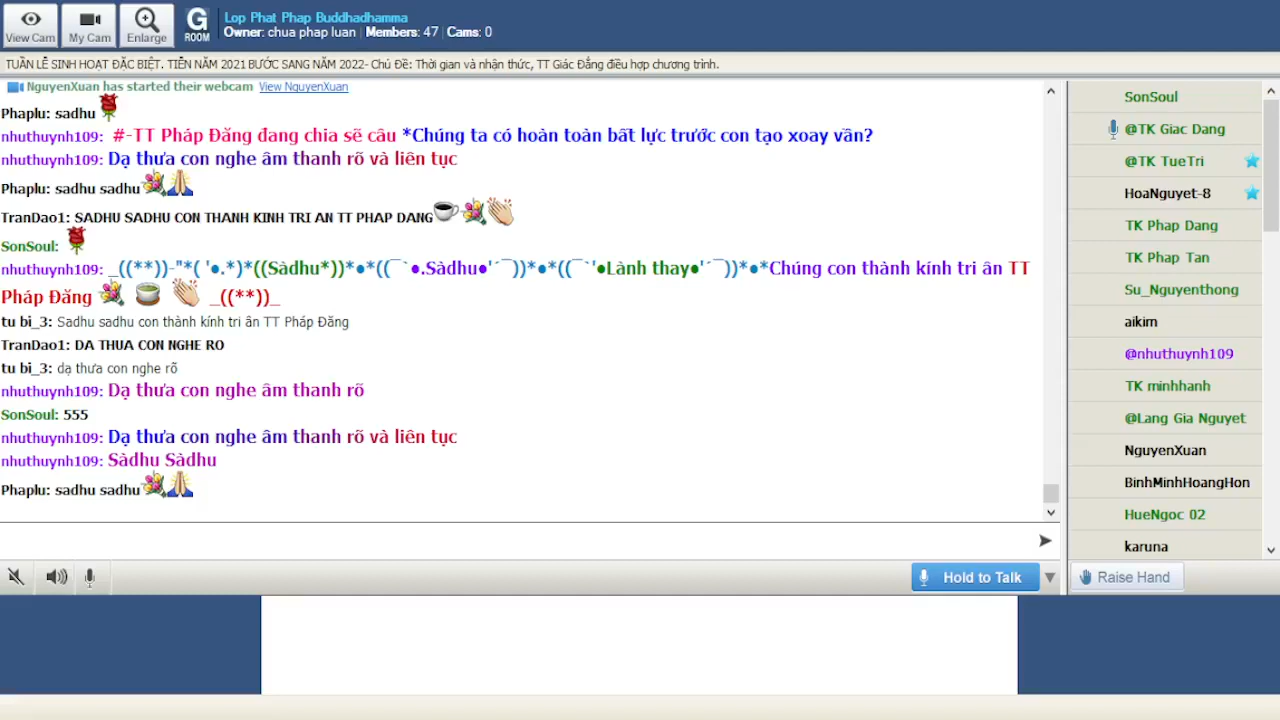 View Cam
My Cam
Enlarge
G ROOM
Lop Phat Phap Buddhadhamma
Owner: chua phap luan | Members: 47 | Cams: 0
TUẦN LỄ SINH HOẠT ĐẶC BIỆT. TIỄN NĂM 2021 BƯỚC SANG NĂM 2022- Chủ Đề: Thời gian và nhận thức, TT Giác Đẳng điều hợp chương trình.
NguyenXuan has started their webcam View NguyenXuan
Phaplu: sadhu
nhuthuynh109: #-TT Pháp Đăng đang chia sẽ câu *Chúng ta có hoàn toàn bất lực trước con tạo xoay vần?
nhuthuynh109: Dạ thưa con nghe âm thanh rõ và liên tục
Phaplu: sadhu sadhu
TranDao1: SADHU SADHU CON THANH KINH TRI AN TT PHAP DANG
SonSoul:
nhuthuynh109: _((**))-"*( '●.*)*((Sàdhu*))*●*((¯`●.Sàdhu●'´¯))*●*((¯`'●Lành thay●'´¯))*●*Chúng con thành kính tri ân TT
Pháp Đăng _((**))_
tu bi_3: Sadhu sadhu con thành kính tri ân TT Pháp Đăng
TranDao1: DA THUA CON NGHE RO
tu bi_3: dạ thưa con nghe rõ
nhuthuynh109: Dạ thưa con nghe âm thanh rõ
SonSoul: 555
nhuthuynh109: Dạ thưa con nghe âm thanh rõ và liên tục
nhuthuynh109: Sàdhu Sàdhu
Phaplu: sadhu sadhu
Hold to Talk
SonSoul
@TK Giac Dang
@TK TueTri
HoaNguyet-8
TK Phap Dang
TK Phap Tan
Su_Nguyenthong
aikim
@nhuthuynh109
TK minhhanh
@Lang Gia Nguyet
NguyenXuan
BinhMinhHoangHon
HueNgoc 02
karuna
Raise Hand